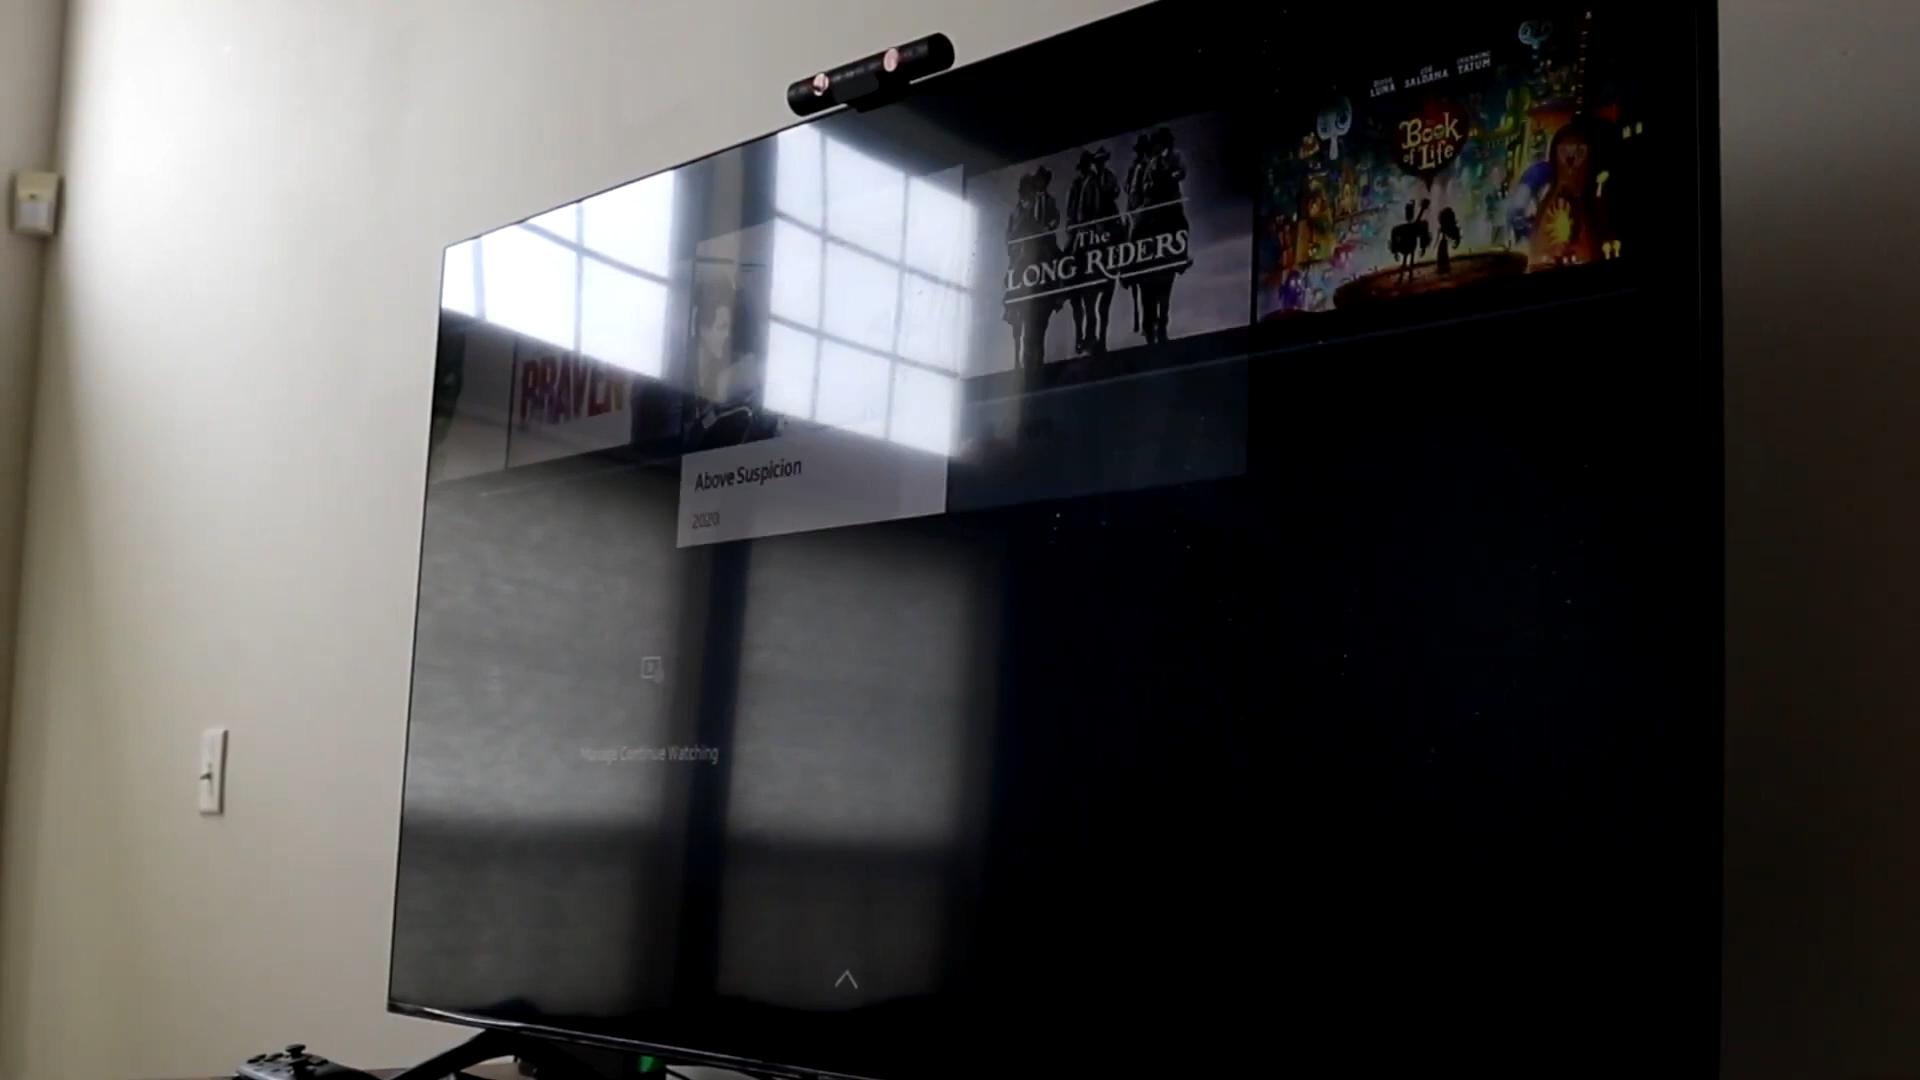 DIEGO LUNA ZOE SALDANA CHANNING TATUM
Book
of Life
The
LONG RIDERS
BRAVEN
Above Suspicion
2020
Manage Continue Watching